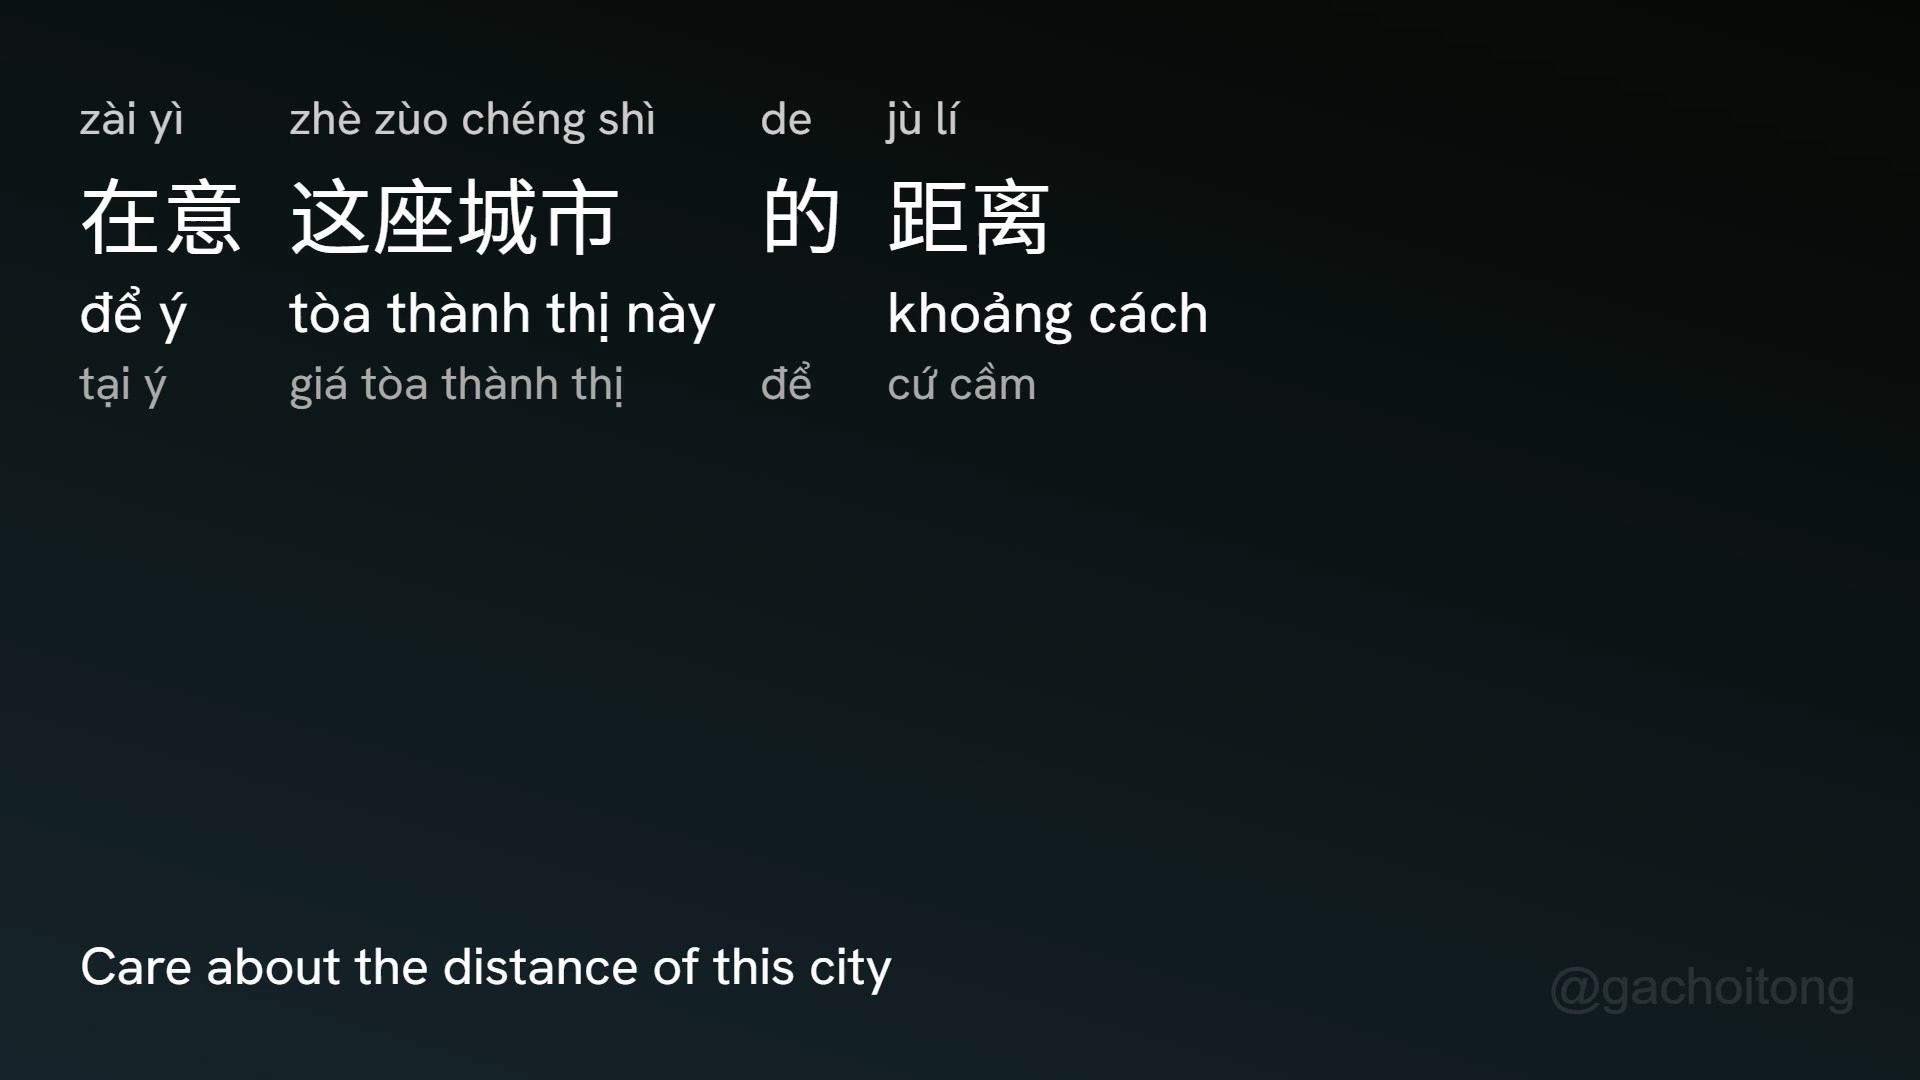 zài yì zhè zùo chéng shì de jù lí
在意 这座城市 的 距离
để ý tòa thành thị này khoảng cách
tại ý giá tòa thành thị để cứ cầm
Care about the distance of this city
@gachoitong